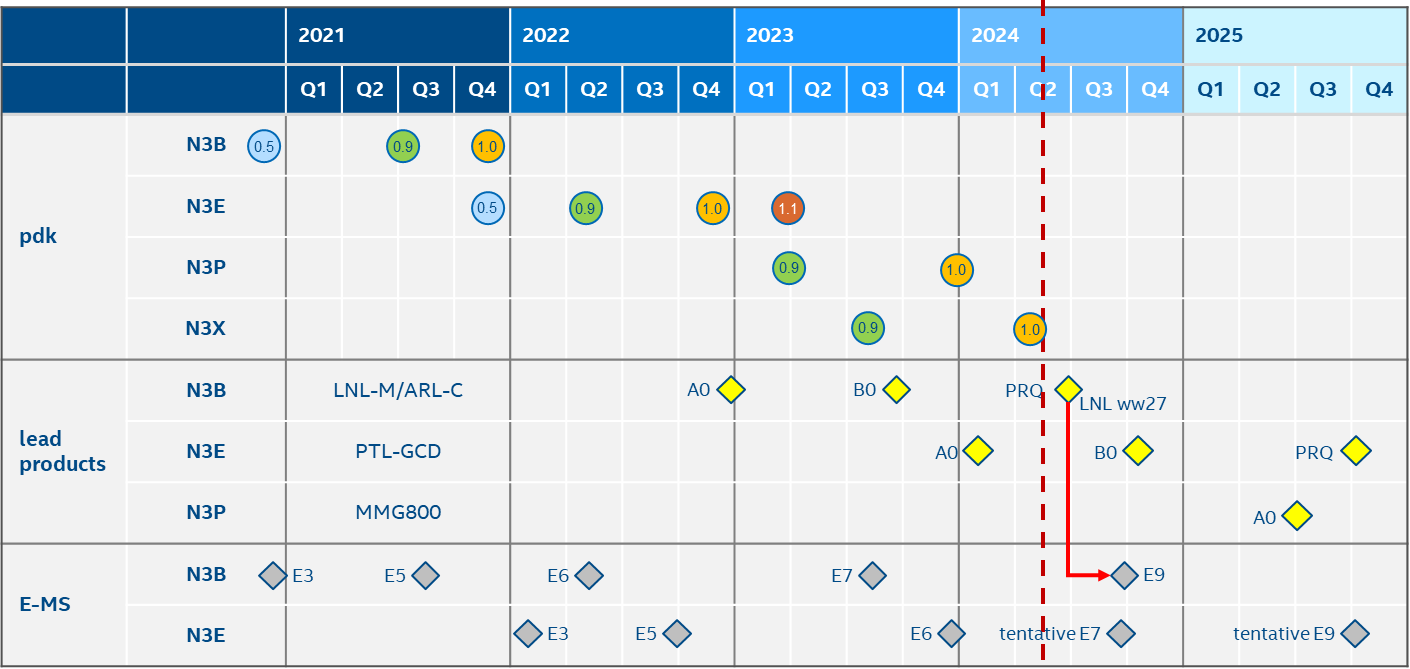 2021 2022 2023 2024 2025
Q1 Q2 Q3 Q4 Q1 Q2 Q3 Q4 Q1 Q2 Q3 Q4 Q1 Q2 Q3 Q4 Q1 Q2 Q3 Q4
pdk
N3B 0.5 0.9 1.0
N3E 0.5 0.9 1.0 1.1
N3P 0.9 1.0
N3X 0.9 1.0
lead
products
N3B LNL-M/ARL-C A0 B0 PRQ
LNL ww27
N3E PTL-GCD A0 B0 PRQ
N3P MMG800 A0
E-MS
N3B E3 E5 E6 E7 E9
N3E E3 E5 E6 tentative E7 tentative E9